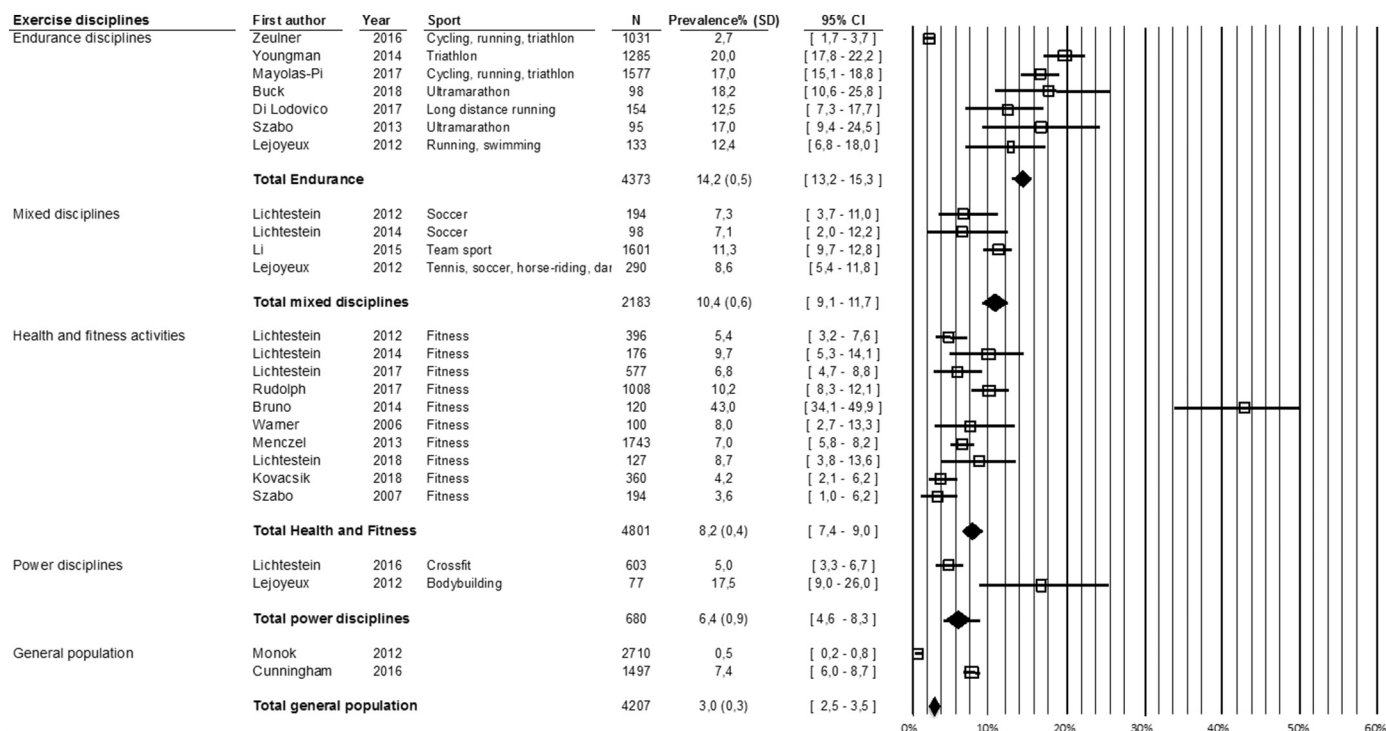 Exercise disciplines First author Year Sport N Prevalence% (SD) 95% CI
Endurance disciplines Zeulner 2016 Cycling, running, triathlon 1031 2,7 [ 1,7 - 3,7 ]
Youngman 2014 Triathlon 1285 20,0 [ 17,8 - 22,2 ]
Mayolas-Pi 2017 Cycling, running, triathlon 1577 17,0 [ 15,1 - 18,8 ]
Buck 2018 Ultramarathon 98 18,2 [ 10,6 - 25,8 ]
Di Lodovico 2017 Long distance running 154 12,5 [ 7,3 - 17,7 ]
Szabo 2013 Ultramarathon 95 17,0 [ 9,4 - 24,5 ]
Lejoyeux 2012 Running, swimming 133 12,4 [ 6,8 - 18,0 ]
Total Endurance 4373 14,2 (0,5) [ 13,2 - 15,3 ]
Mixed disciplines Lichtestein 2012 Soccer 194 7,3 [ 3,7 - 11,0 ]
Lichtestein 2014 Soccer 98 7,1 [ 2,0 - 12,2 ]
Li 2015 Team sport 1601 11,3 [ 9,7 - 12,8 ]
Lejoyeux 2012 Tennis, soccer, horse-riding, dar 290 8,6 [ 5,4 - 11,8 ]
Total mixed disciplines 2183 10,4 (0,6) [ 9,1 - 11,7 ]
Health and fitness activities Lichtestein 2012 Fitness 396 5,4 [ 3,2 - 7,6 ]
Lichtestein 2014 Fitness 176 9,7 [ 5,3 - 14,1 ]
Lichtestein 2017 Fitness 577 6,8 [ 4,7 - 8,8 ]
Rudolph 2017 Fitness 1008 10,2 [ 8,3 - 12,1 ]
Bruno 2014 Fitness 120 43,0 [ 34,1 - 49,9 ]
Warner 2006 Fitness 100 8,0 [ 2,7 - 13,3 ]
Menczel 2013 Fitness 1743 7,0 [ 5,8 - 8,2 ]
Lichtestein 2018 Fitness 127 8,7 [ 3,8 - 13,6 ]
Kovacsik 2018 Fitness 360 4,2 [ 2,1 - 6,2 ]
Szabo 2007 Fitness 194 3,6 [ 1,0 - 6,2 ]
Total Health and Fitness 4801 8,2 (0,4) [ 7,4 - 9,0 ]
Power disciplines Lichtestein 2016 Crossfit 603 5,0 [ 3,3 - 6,7 ]
Lejoyeux 2012 Bodybuilding 77 17,5 [ 9,0 - 26,0 ]
Total power disciplines 680 6,4 (0,9) [ 4,6 - 8,3 ]
General population Monok 2012 2710 0,5 [ 0,2 - 0,8 ]
Cunningham 2016 1497 7,4 [ 6,0 - 8,7 ]
Total general population 4207 3,0 (0,3) [ 2,5 - 3,5 ]
0% 10% 20% 30% 40% 50% 60%